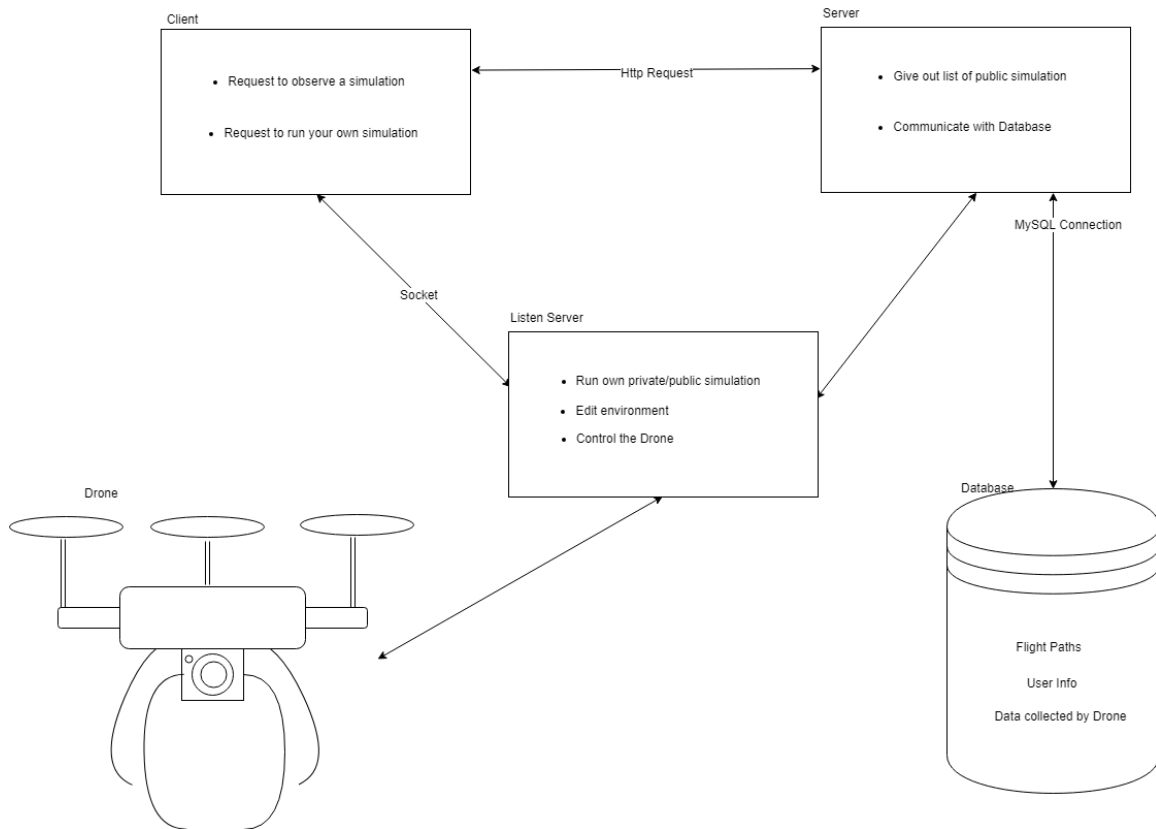 Client
Server
Request to observe a simulation
Request to run your own simulation
Http Request
Give out list of public simulation
Communicate with Database
MySQL Connection
Socket
Listen Server
Run own private/public simulation
Edit environment
Control the Drone
Drone
Database
Flight Paths
User Info
Data collected by Drone